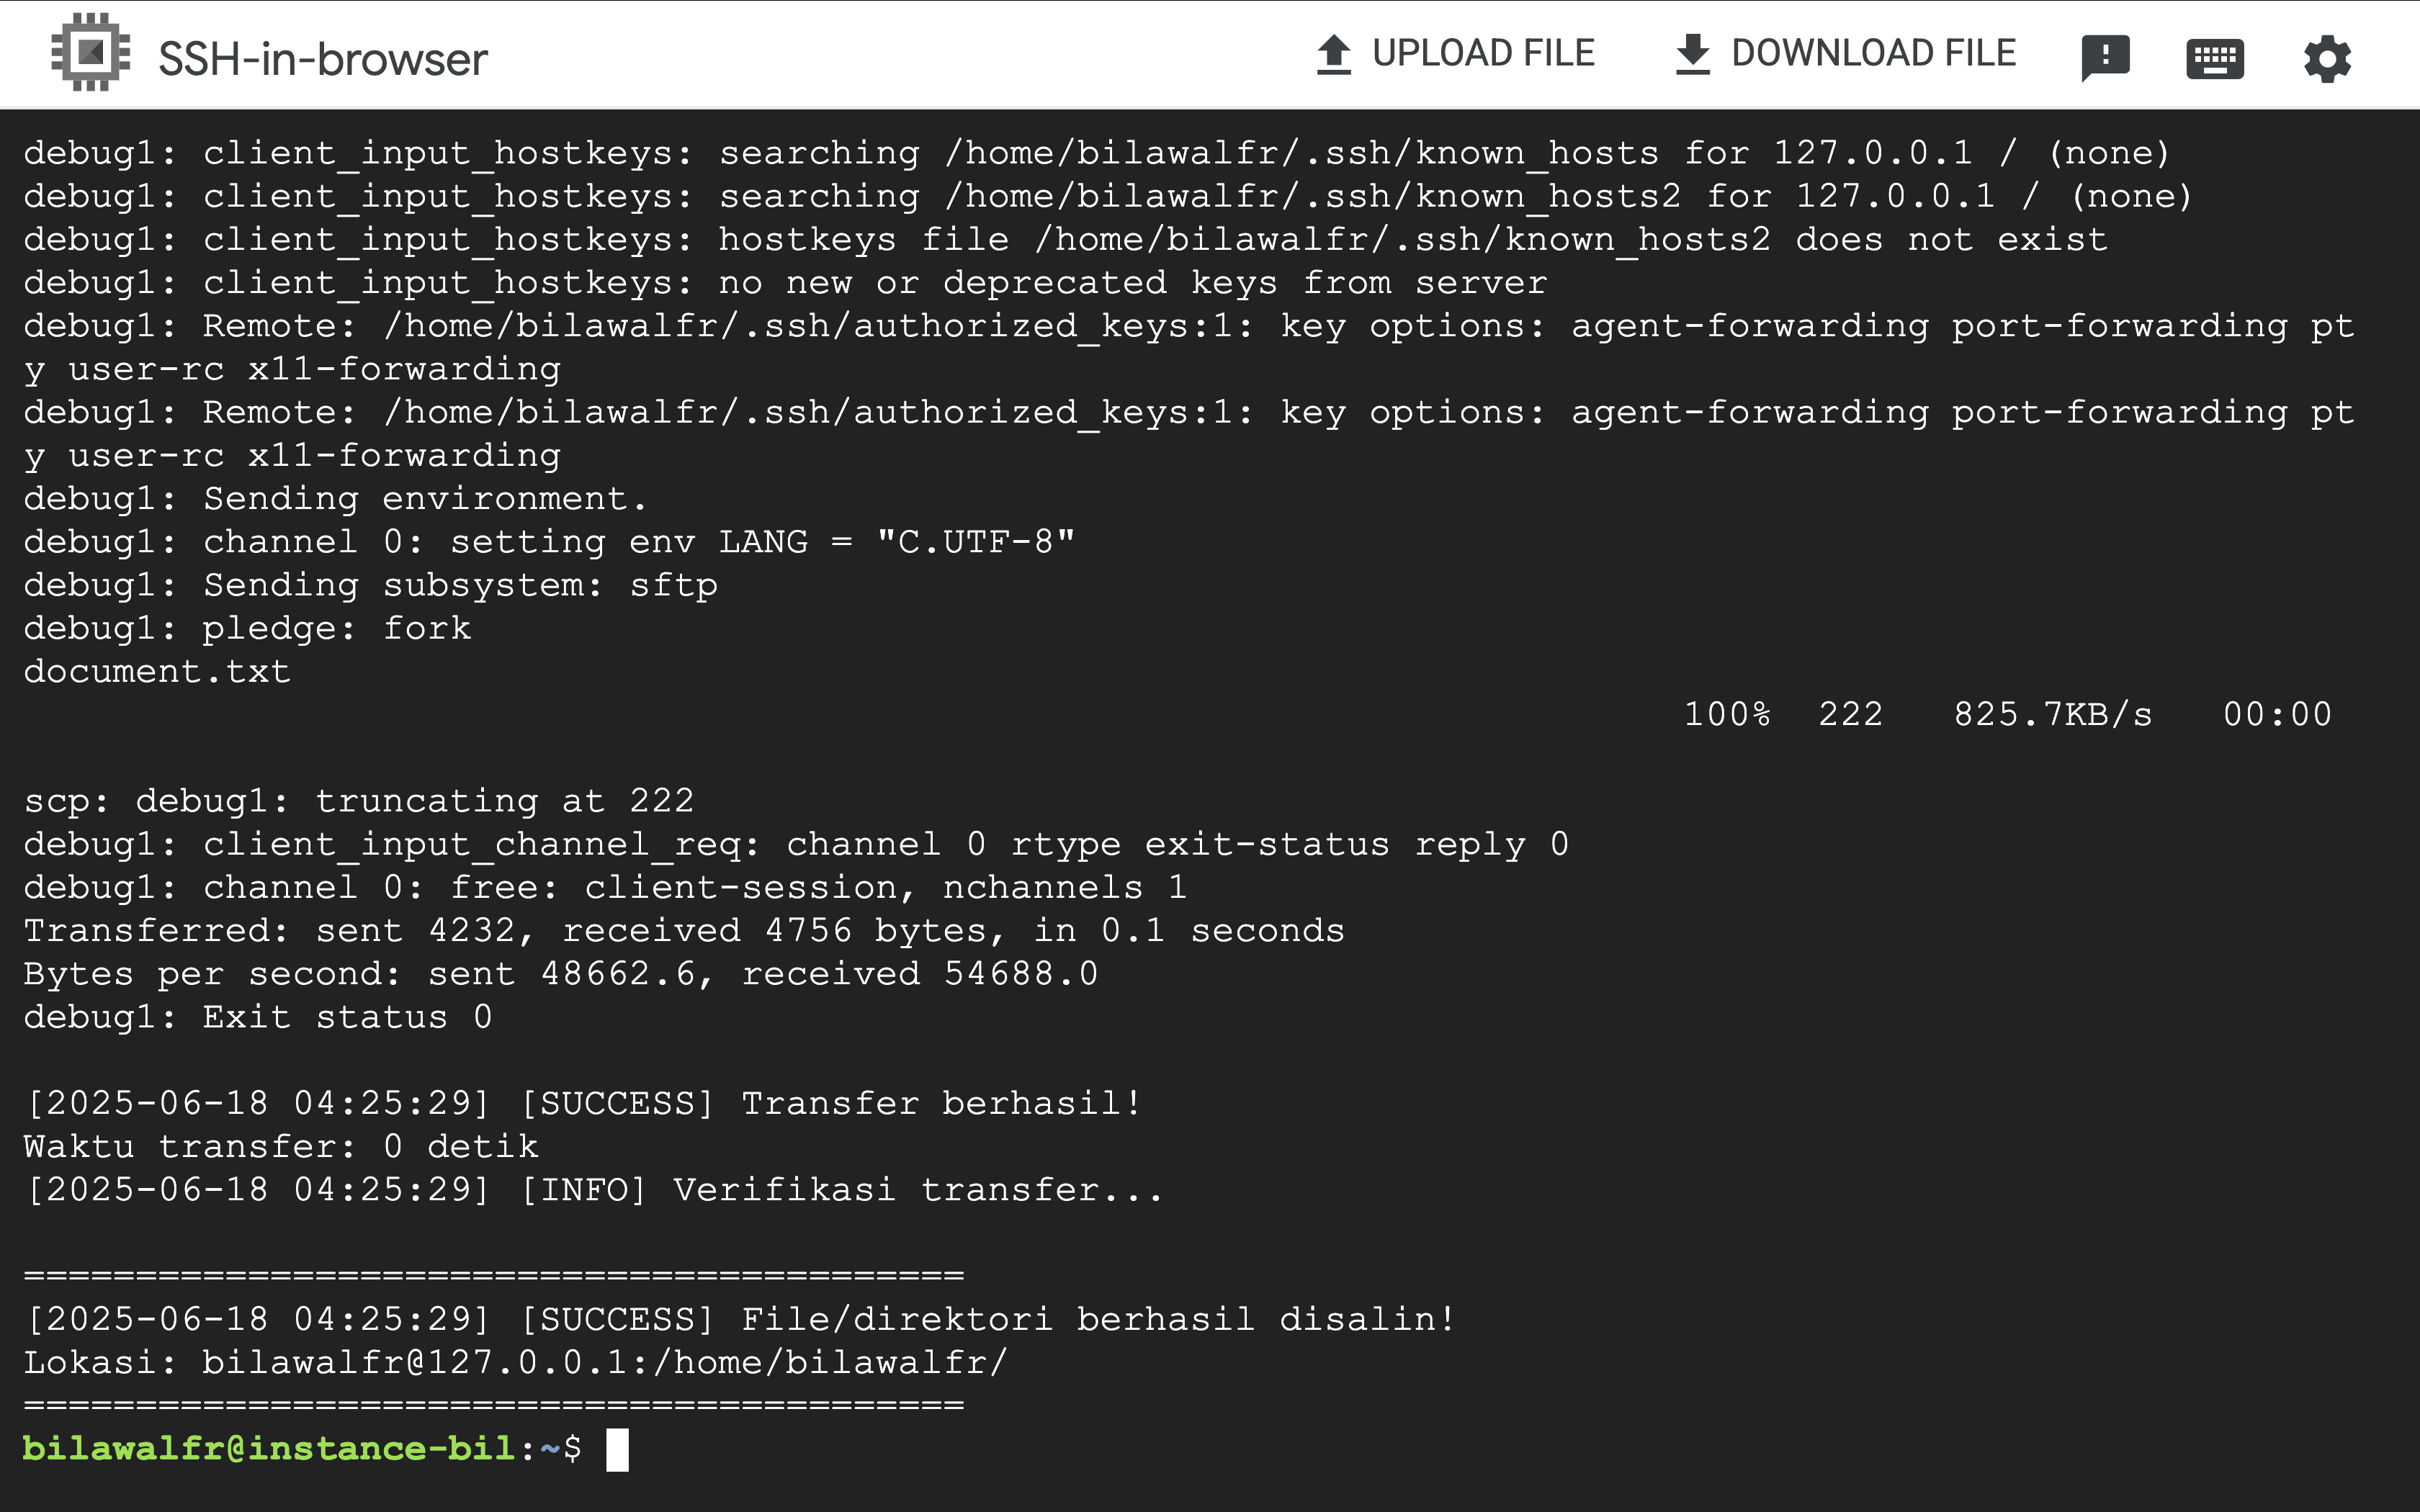 SSH-in-browser
UPLOAD FILE
DOWNLOAD FILE
debug1: client_input_hostkeys: searching /home/bilawalfr/.ssh/known_hosts for 127.0.0.1 / (none)
debug1: client_input_hostkeys: searching /home/bilawalfr/.ssh/known_hosts2 for 127.0.0.1 / (none)
debug1: client_input_hostkeys: hostkeys file /home/bilawalfr/.ssh/known_hosts2 does not exist
debug1: client_input_hostkeys: no new or deprecated keys from server
debug1: Remote: /home/bilawalfr/.ssh/authorized_keys:1: key options: agent-forwarding port-forwarding pt
y user-rc x11-forwarding
debug1: Remote: /home/bilawalfr/.ssh/authorized_keys:1: key options: agent-forwarding port-forwarding pt
y user-rc x11-forwarding
debug1: Sending environment.
debug1: channel 0: setting env LANG = "C.UTF-8"
debug1: Sending subsystem: sftp
debug1: pledge: fork
document.txt
100%  222   825.7KB/s   00:00
scp: debug1: truncating at 222
debug1: client_input_channel_req: channel 0 rtype exit-status reply 0
debug1: channel 0: free: client-session, nchannels 1
Transferred: sent 4232, received 4756 bytes, in 0.1 seconds
Bytes per second: sent 48662.6, received 54688.0
debug1: Exit status 0
[2025-06-18 04:25:29] [SUCCESS] Transfer berhasil!
Waktu transfer: 0 detik
[2025-06-18 04:25:29] [INFO] Verifikasi transfer...
==========================================
[2025-06-18 04:25:29] [SUCCESS] File/direktori berhasil disalin!
Lokasi: bilawalfr@127.0.0.1:/home/bilawalfr/
==========================================
bilawalfr@instance-bil:~$